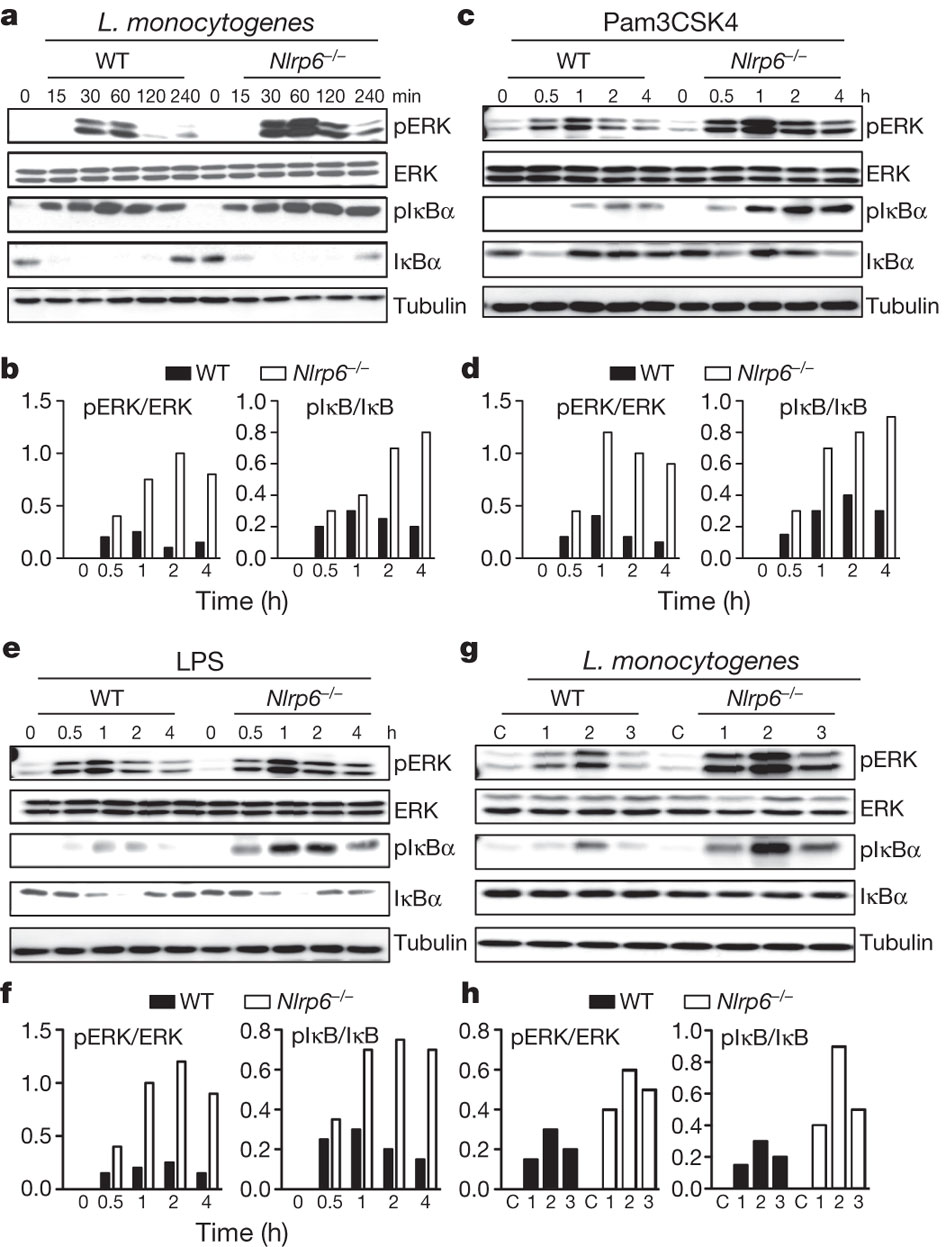 a
L. monocytogenes
WT Nlrp6–/–
0 15 30 60 120 240 0 15 30 60 120 240 min
pERK
ERK
pIκBα
IκBα
Tubulin
c
Pam3CSK4
WT Nlrp6–/–
0 0.5 1 2 4 0 0.5 1 2 4 h
pERK
ERK
pIκBα
IκBα
Tubulin
b
WT Nlrp6–/–
pERK/ERK
1.5
1.0
0.5
0.0
0 0.5 1 2 4
pIκB/IκB
1.0
0.8
0.6
0.4
0.2
0.0
0 0.5 1 2 4
Time (h)
d
WT Nlrp6–/–
pERK/ERK
1.5
1.0
0.5
0.0
0 0.5 1 2 4
pIκB/IκB
1.0
0.8
0.6
0.4
0.2
0.0
0 0.5 1 2 4
Time (h)
e
LPS
WT Nlrp6–/–
0 0.5 1 2 4 0 0.5 1 2 4 h
pERK
ERK
pIκBα
IκBα
Tubulin
g
L. monocytogenes
WT Nlrp6–/–
C 1 2 3 C 1 2 3
pERK
ERK
pIκBα
IκBα
Tubulin
f
WT Nlrp6–/–
pERK/ERK
1.5
1.0
0.5
0.0
0 0.5 1 2 4
pIκB/IκB
0.8
0.6
0.4
0.2
0.0
0 0.5 1 2 4
Time (h)
h
WT Nlrp6–/–
pERK/ERK
0.8
0.6
0.4
0.2
0.0
C 1 2 3 C 1 2 3
pIκB/IκB
1.0
0.8
0.6
0.4
0.2
0.0
C 1 2 3 C 1 2 3